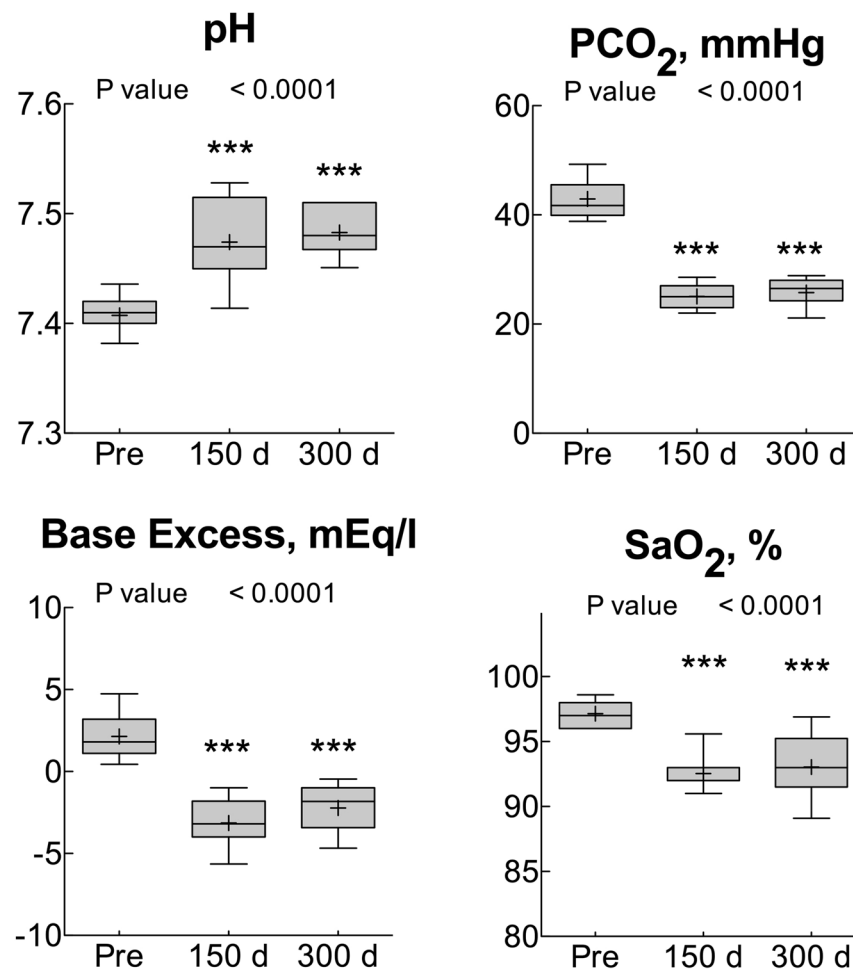 pH
P value < 0.0001
7.6
7.5
7.4
7.3
***
***
Pre 150 d 300 d
PCO2, mmHg
P value < 0.0001
60
40
20
0
***
***
Pre 150 d 300 d
Base Excess, mEq/l
P value < 0.0001
10
5
0
-5
-10
***
***
Pre 150 d 300 d
SaO2, %
P value < 0.0001
100
95
90
85
80
***
***
Pre 150 d 300 d